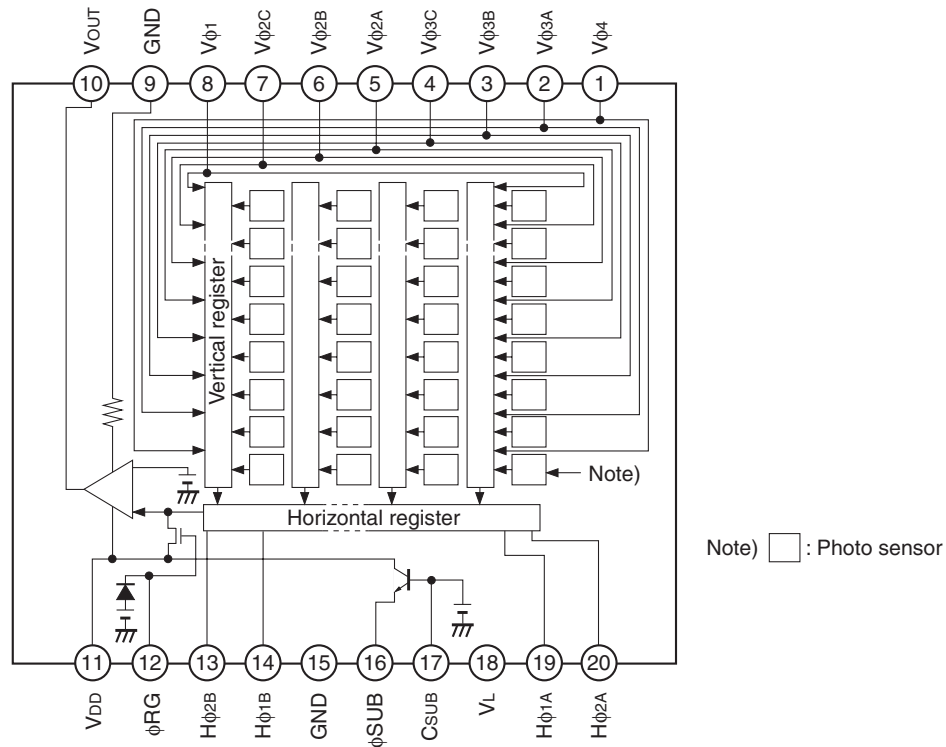 VOUT
GND
Vφ1
Vφ2C
Vφ2B
Vφ2A
Vφ3C
Vφ3B
Vφ3A
Vφ4
10
9
8
7
6
5
4
3
2
1
Vertical register
Note)
Horizontal register
Note) : Photo sensor
11
12
13
14
15
16
17
18
19
20
VDD
φRG
Hφ2B
Hφ1B
GND
φSUB
CSUB
VL
Hφ1A
Hφ2A